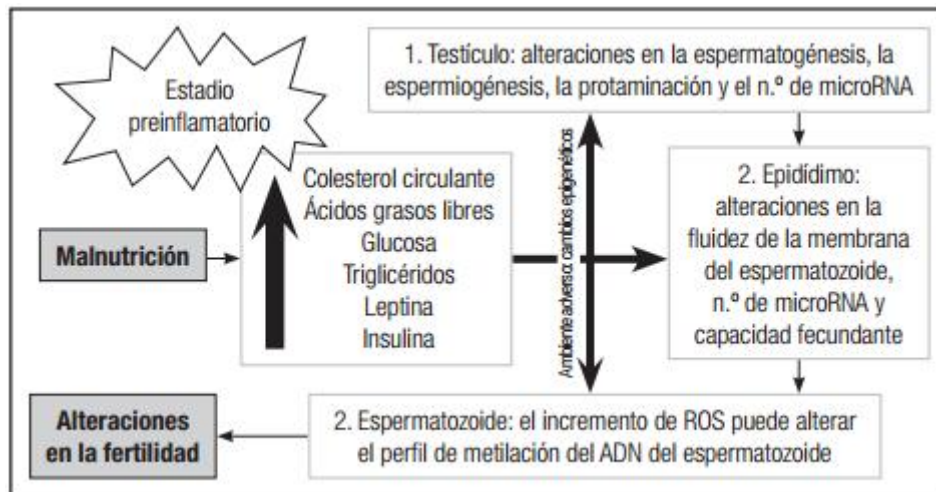 Estadio
preinflamatorio
1. Testículo: alteraciones en la espermatogénesis, la
espermiogénesis, la protaminación y el n.º de microRNA
Malnutrición
Colesterol circulante
Ácidos grasos libres
Glucosa
Triglicéridos
Leptina
Insulina
Ambiente adverso: cambios epigenéticos
2. Epidídimo:
alteraciones en la
fluidez de la membrana
del espermatozoide,
n.º de microRNA y
capacidad fecundante
2. Espermatozoide: el incremento de ROS puede alterar
el perfil de metilación del ADN del espermatozoide
Alteraciones
en la fertilidad